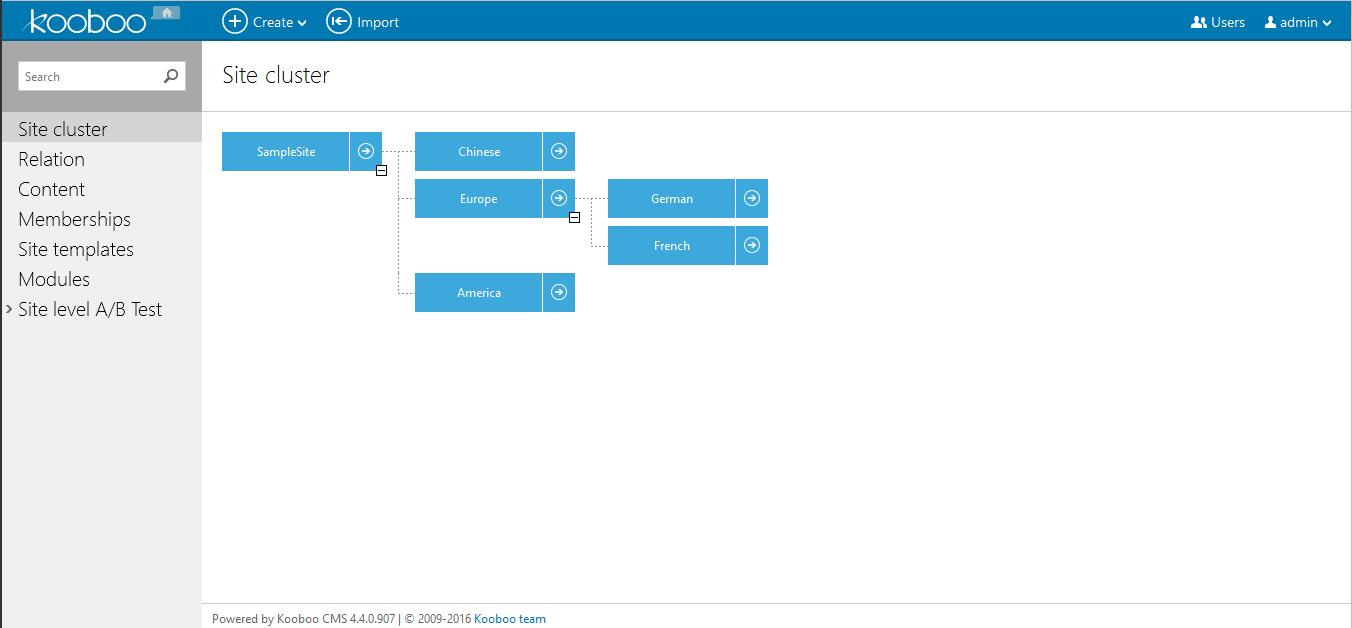 kooboo
Create
Import
Users
admin
Search
Site cluster
Site cluster
Relation
Content
Memberships
Site templates
Modules
Site level A/B Test
SampleSite
Chinese
Europe
German
French
America
Powered by Kooboo CMS 4.4.0.907 | © 2009-2016 Kooboo team